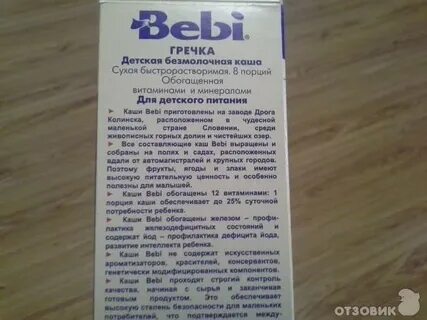 Bebi®
ГРЕЧКА
Детская безмолочная каша
Сухая быстрорастворимая. 8 порций
Обогащенная
витаминами и минералами
Для детского питания
► Каши Bebi приготовлены на заводе Дрога
Колинска, расположенном в чудесной
маленькой стране Словении, среди
живописных горных долин и чистейших озер.
► Все составляющие каш Bebi выращены и
собраны на полях и садах, расположенных
вдали от автомагистралей и крупных городов.
Поэтому фрукты, ягоды и злаки имеют
высокую питательную ценность и особенно
полезны для малышей.
► Каши Bebi обогащены 12 витаминами: 1
порция каши обеспечивает до 25% суточной
потребности ребенка.
► Каши Bebi обогащены железом – профи-
лактика железодефицитных состояний и
содержат йод – профилактика дефицита йода,
развитие интеллекта ребенка.
► Каши Bebi не содержат искусственных
ароматизаторов, красителей, консервантов,
генетически модифицированных компонентов.
► Каши Bebi проходят строгий контроль
качества, начиная с сырья и заканчивая
готовым продуктом. Это обеспечивает
высокую степень безопасности для маленьких
потребителей, что подтверждается между-
ОТЗОВИК